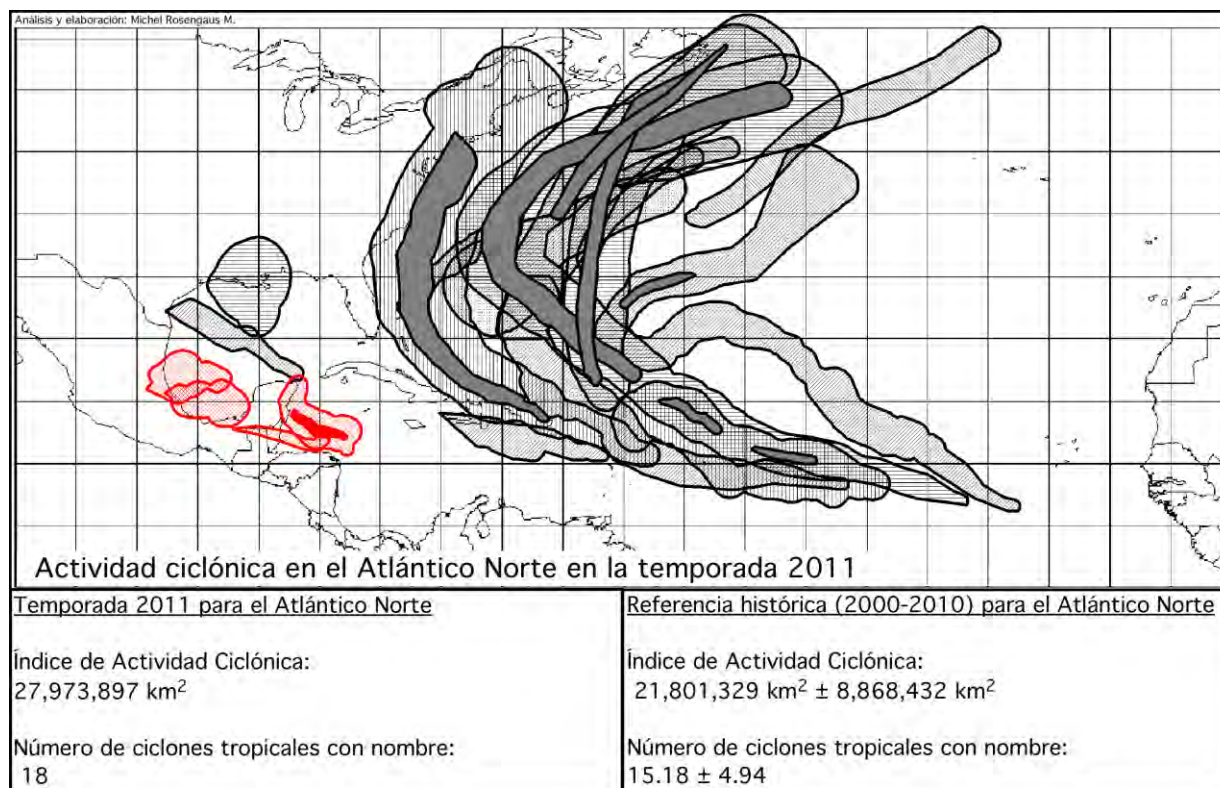 Análisis y elaboración: Michel Rosengaus M.
Actividad ciclónica en el Atlántico Norte en la temporada 2011
Temporada 2011 para el Atlántico Norte
Índice de Actividad Ciclónica:
27,973,897 km²
Número de ciclones tropicales con nombre:
18
Referencia histórica (2000-2010) para el Atlántico Norte
Índice de Actividad Ciclónica:
21,801,329 km² ± 8,868,432 km²
Número de ciclones tropicales con nombre:
15.18 ± 4.94